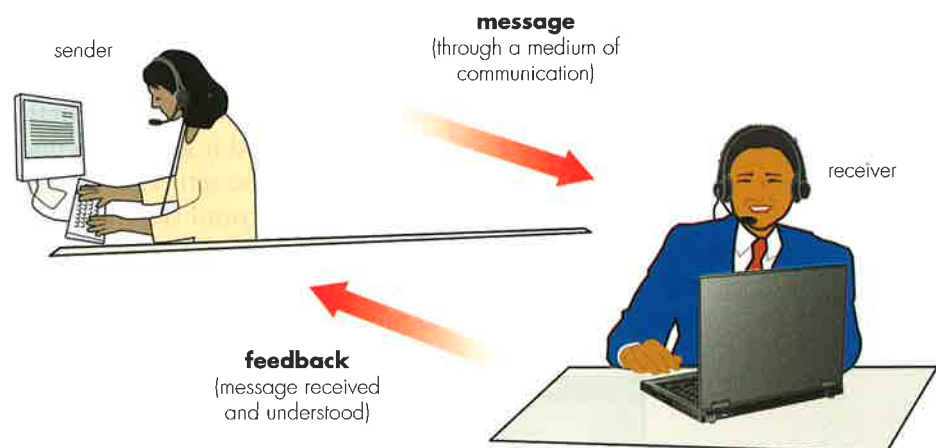 message
(through a medium of
communication)
sender
receiver
feedback
(message received
and understood)